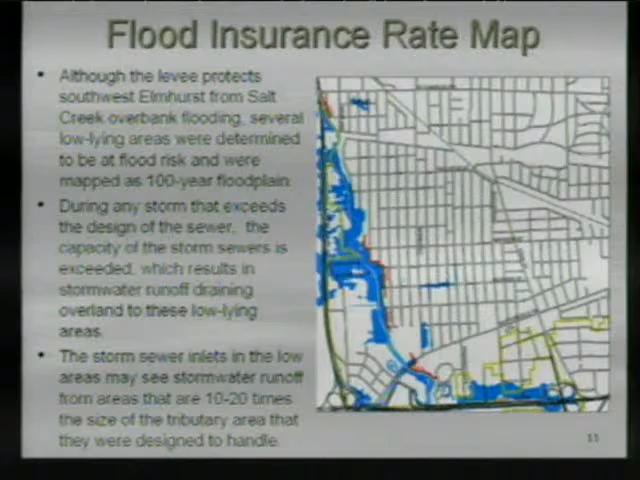 Flood Insurance Rate Map
• Although the levee protects
southwest Elmhurst from Salt
Creek overbank flooding, several
low-lying areas were determined
to be at flood risk and were
mapped as 100-year floodplain.
• During any storm that exceeds
the design of the sewer, the
capacity of the storm sewers is
exceeded, which results in
stormwater runoff draining
overland to these low-lying
areas.
• The storm sewer inlets in the low
areas may see stormwater runoff
from areas that are 10-20 times
the size of the tributary area that
they were designed to handle.
11